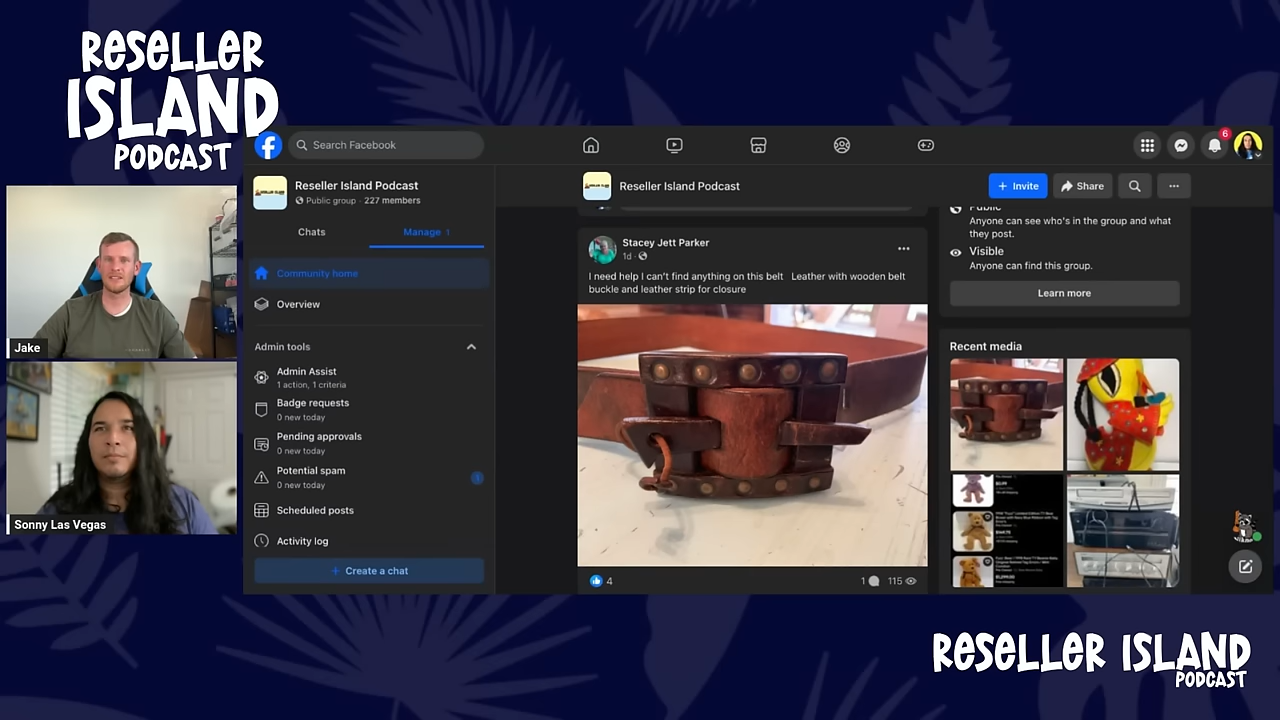 RESELLER
ISLAND
PODCAST
Jake
Sonny Las Vegas
Search Facebook
6
Reseller Island Podcast
Public group · 227 members
Chats
Manage 1
Community home
Overview
Admin tools
Admin Assist
1 action, 1 criteria
Badge requests
0 new today
Pending approvals
0 new today
Potential spam
0 new today
1
Scheduled posts
Activity log
+ Create a chat
Reseller Island Podcast
+ Invite
Share
Stacey Jett Parker
1d ·
I need help I can't find anything on this belt Leather with wooden belt
buckle and leather strip for closure
4
1
115
Public
Anyone can see who's in the group and what
they post.
Visible
Anyone can find this group.
Learn more
Recent media
RESELLER ISLAND
PODCAST